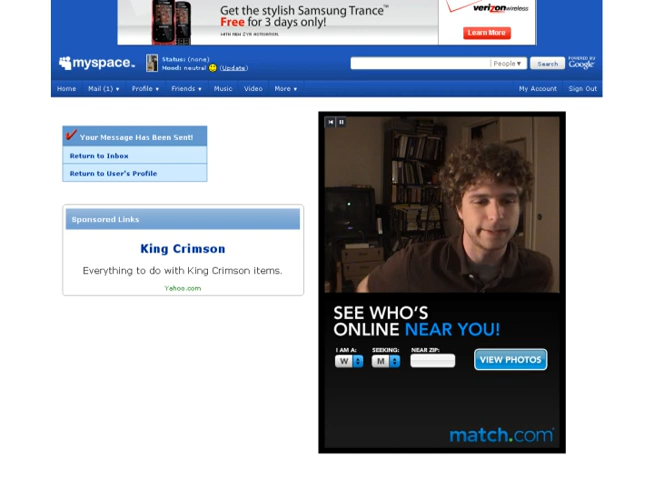 Get the stylish Samsung Trance™
Free for 3 days only!
verizonwireless
Learn More
myspace.
Status: (none)
Mood: neutral (Update)
People ▾
Search
POWERED BY
Google
Home Mail (1) ▾ Profile ▾ Friends ▾ Music Video More ▾
My Account Sign Out
Your Message Has Been Sent!
Return to Inbox
Return to User's Profile
Sponsored Links
King Crimson
Everything to do with King Crimson items.
Yahoo.com
SEE WHO'S
ONLINE NEAR YOU!
I AM A: SEEKING: NEAR ZIP:
W M VIEW PHOTOS
match.com